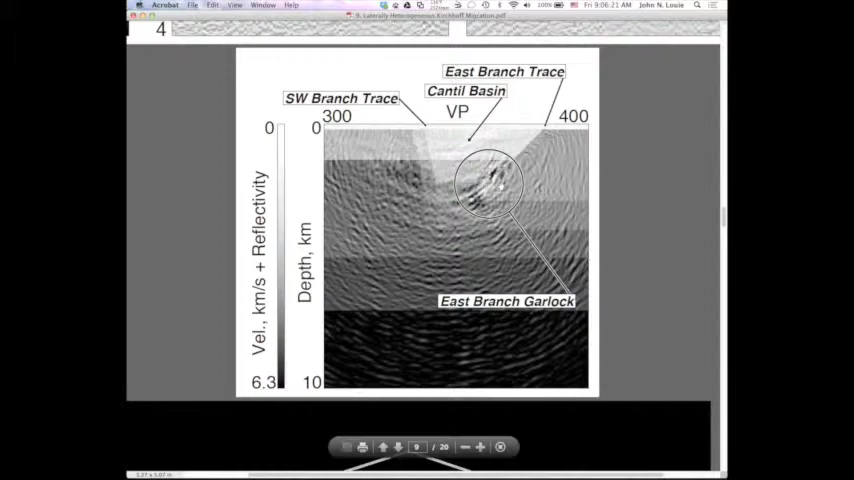 Acrobat File Edit View Window Help
100% Fri 9:06:21 AM John N. Louie
9. Laterally Heterogeneous Kirchhoff Migration.pdf
4
East Branch Trace
Cantil Basin
SW Branch Trace
VP
300
400
0
0
Vel., km/s + Reflectivity
Depth, km
East Branch Garlock
6.3
10
9 / 20